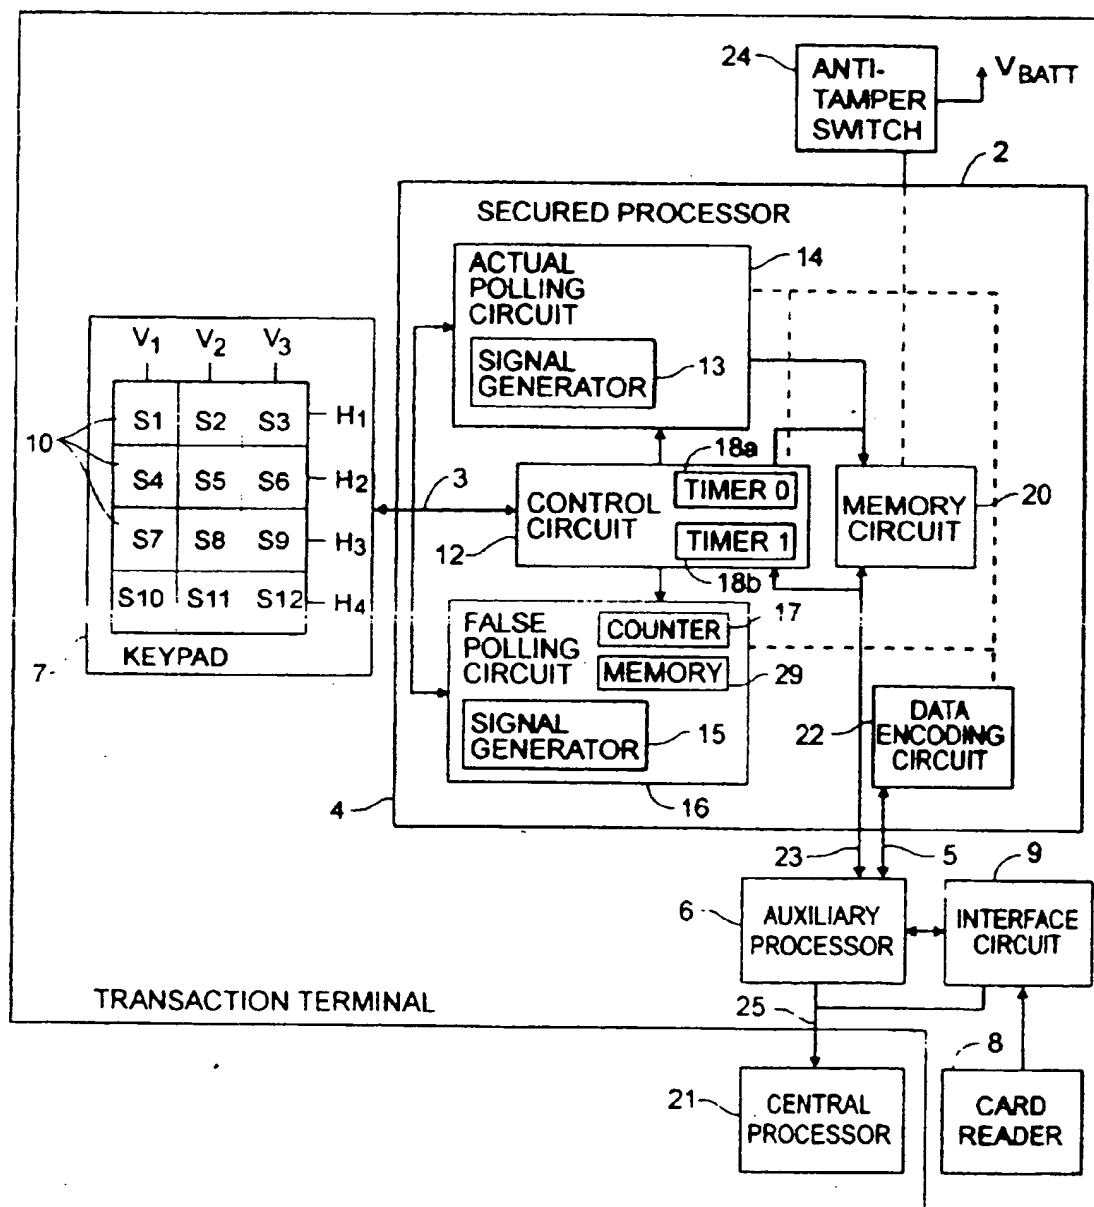 24
ANTI-
TAMPER
SWITCH
VBATT
2
SECURED PROCESSOR
ACTUAL
POLLING
CIRCUIT
14
SIGNAL
GENERATOR
13
V1 V2 V3
S1 S2 S3 H1
10
S4 S5 S6 H2
S7 S8 S9 H3
S10 S11 S12 H4
KEYPAD
7
3
18a
TIMER 0
CONTROL
CIRCUIT
12
TIMER 1
18b
MEMORY
CIRCUIT
20
FALSE
POLLING
CIRCUIT
COUNTER
17
MEMORY
29
SIGNAL
GENERATOR
15
16
4
22
DATA
ENCODING
CIRCUIT
23
5
9
6
AUXILIARY
PROCESSOR
INTERFACE
CIRCUIT
TRANSACTION TERMINAL
25
8
21
CENTRAL
PROCESSOR
CARD
READER